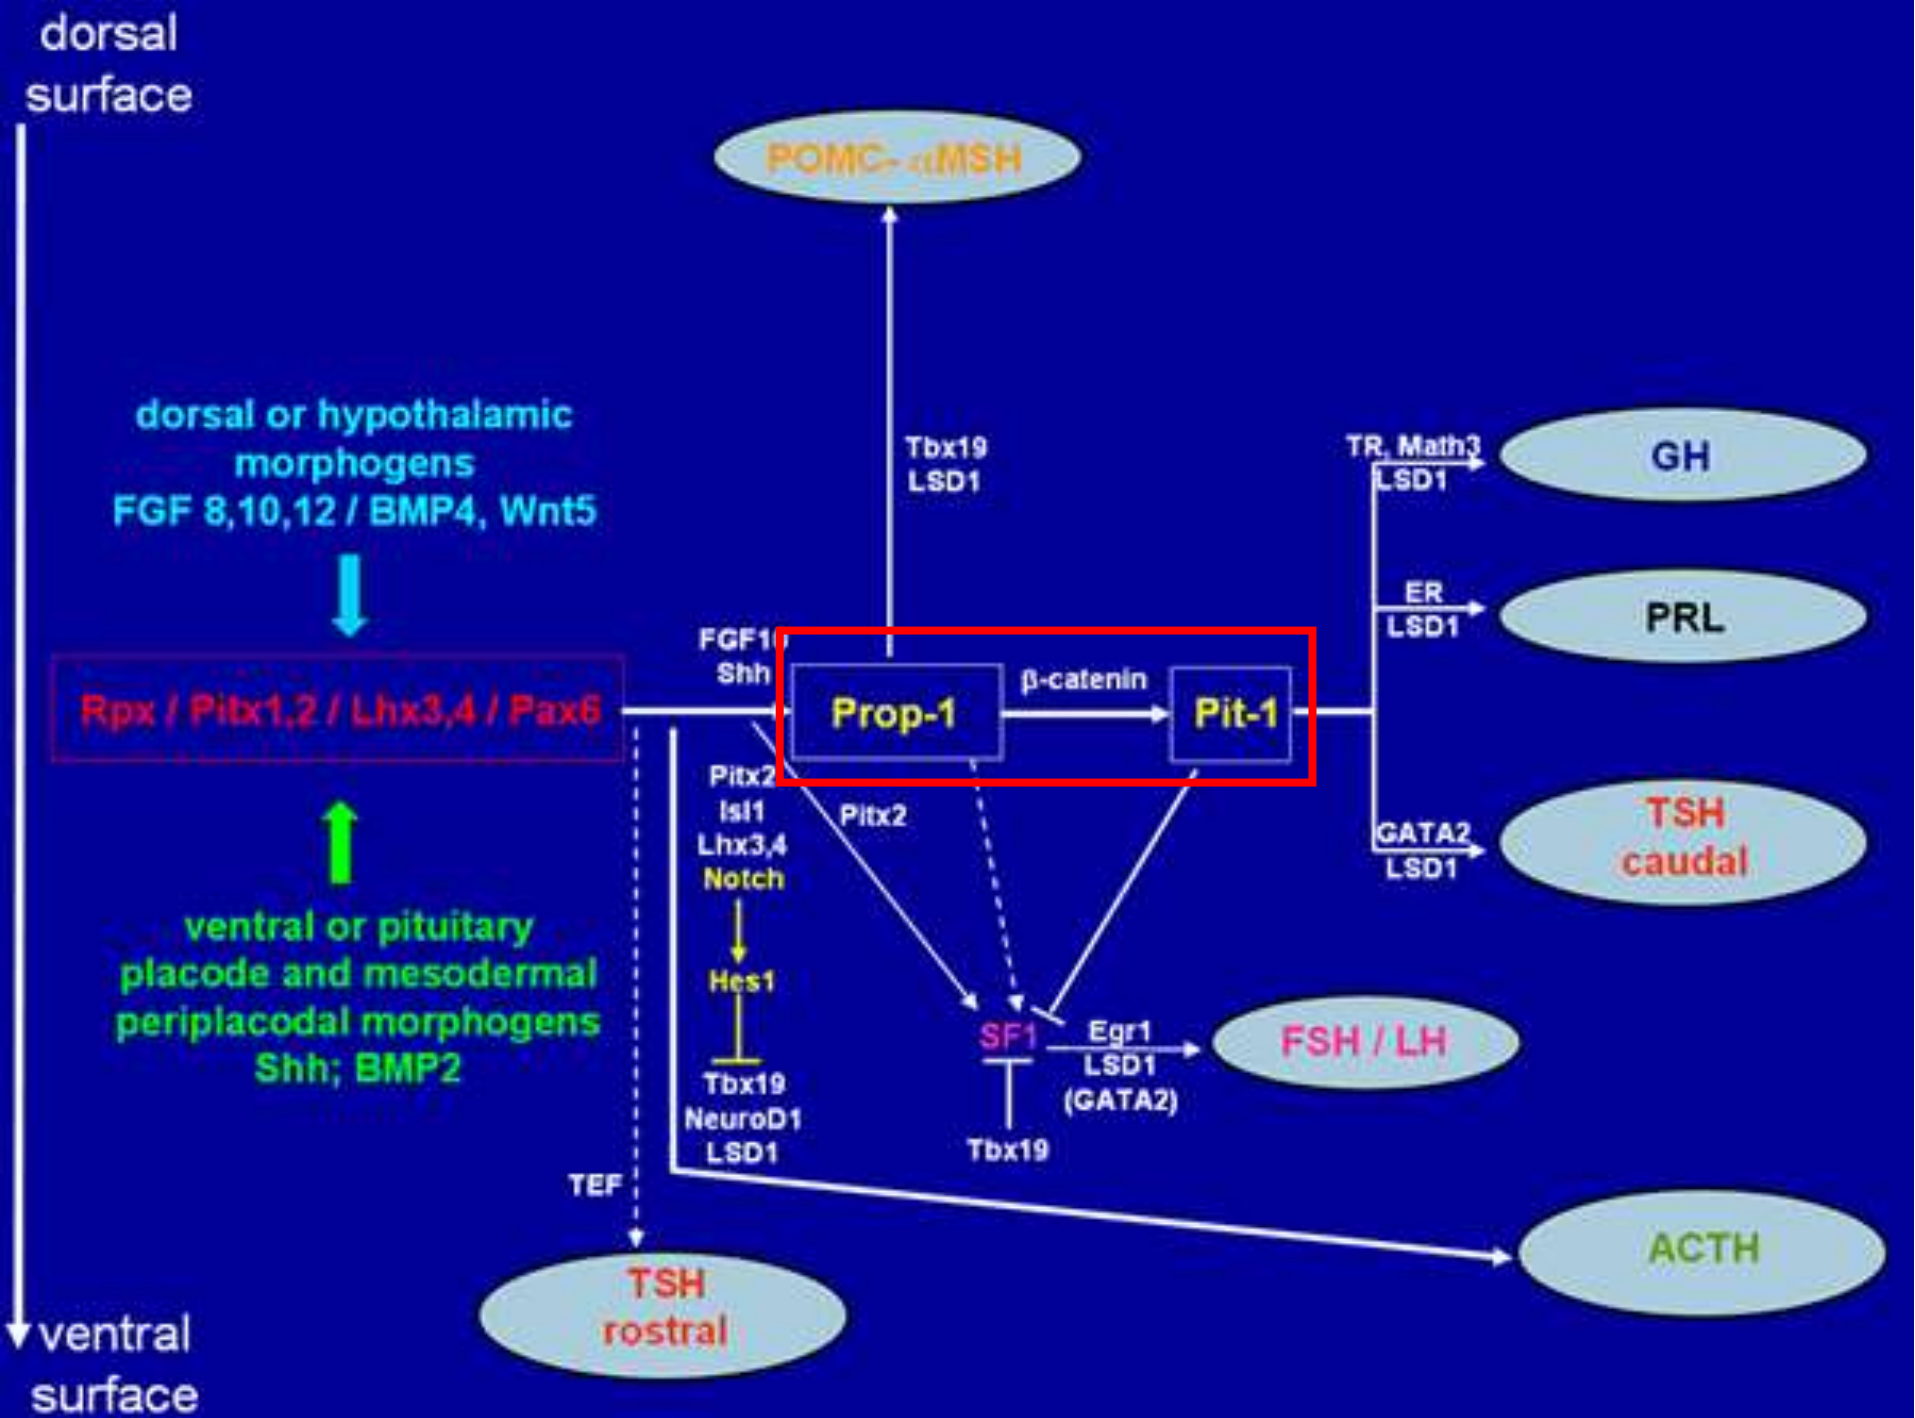 dorsal
surface
POMC- αMSH
dorsal or hypothalamic
morphogens
FGF 8,10,12 / BMP4, Wnt5
Tbx19
LSD1
TR, Math3
LSD1
GH
ER
LSD1
PRL
FGF10
Shh
Rpx / Pitx1,2 / Lhx3,4 / Pax6
Prop-1
β-catenin
Pit-1
Pitx2
Isl1
Lhx3,4
Notch
Pitx2
GATA2
LSD1
TSH
caudal
ventral or pituitary
placode and mesodermal
periplacodal morphogens
Shh; BMP2
Hes1
SF1
Egr1
LSD1
(GATA2)
FSH / LH
Tbx19
NeuroD1
LSD1
Tbx19
TEF
TSH
rostral
ACTH
ventral
surface